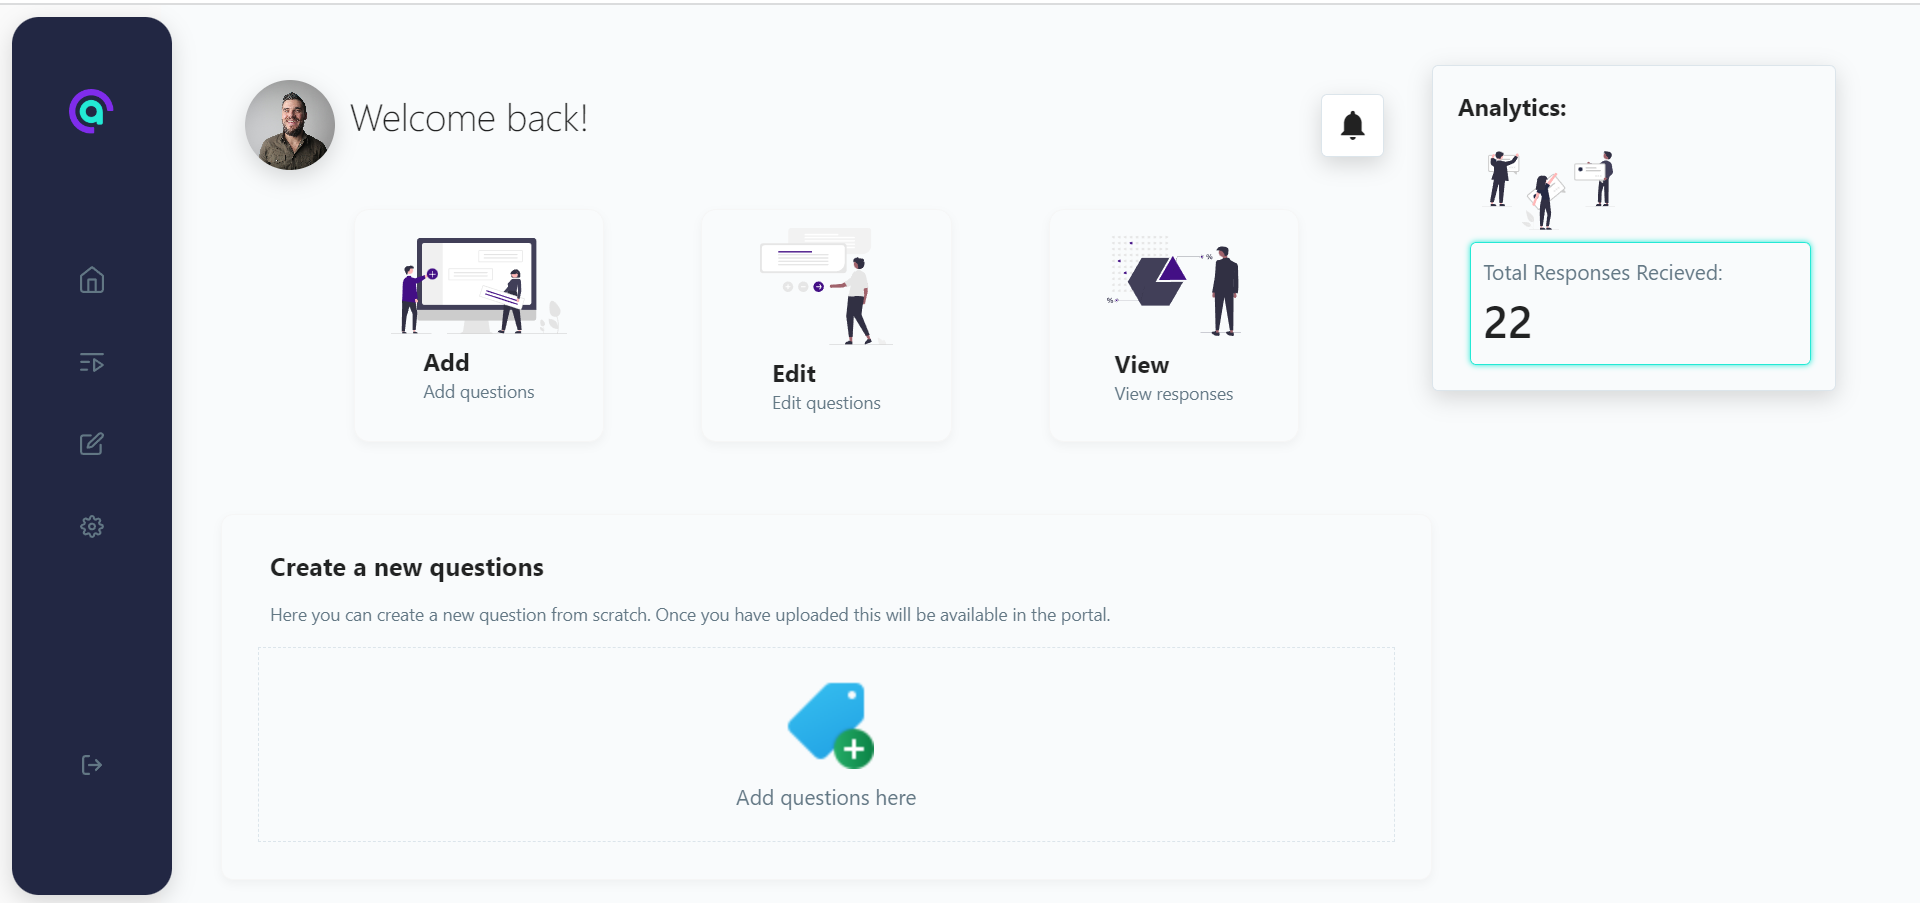 Welcome back!
Analytics:
Total Responses Recieved:
22
Add
Add questions
Edit
Edit questions
%
%
View
View responses
Create a new questions
Here you can create a new question from scratch. Once you have uploaded this will be available in the portal.
Add questions here